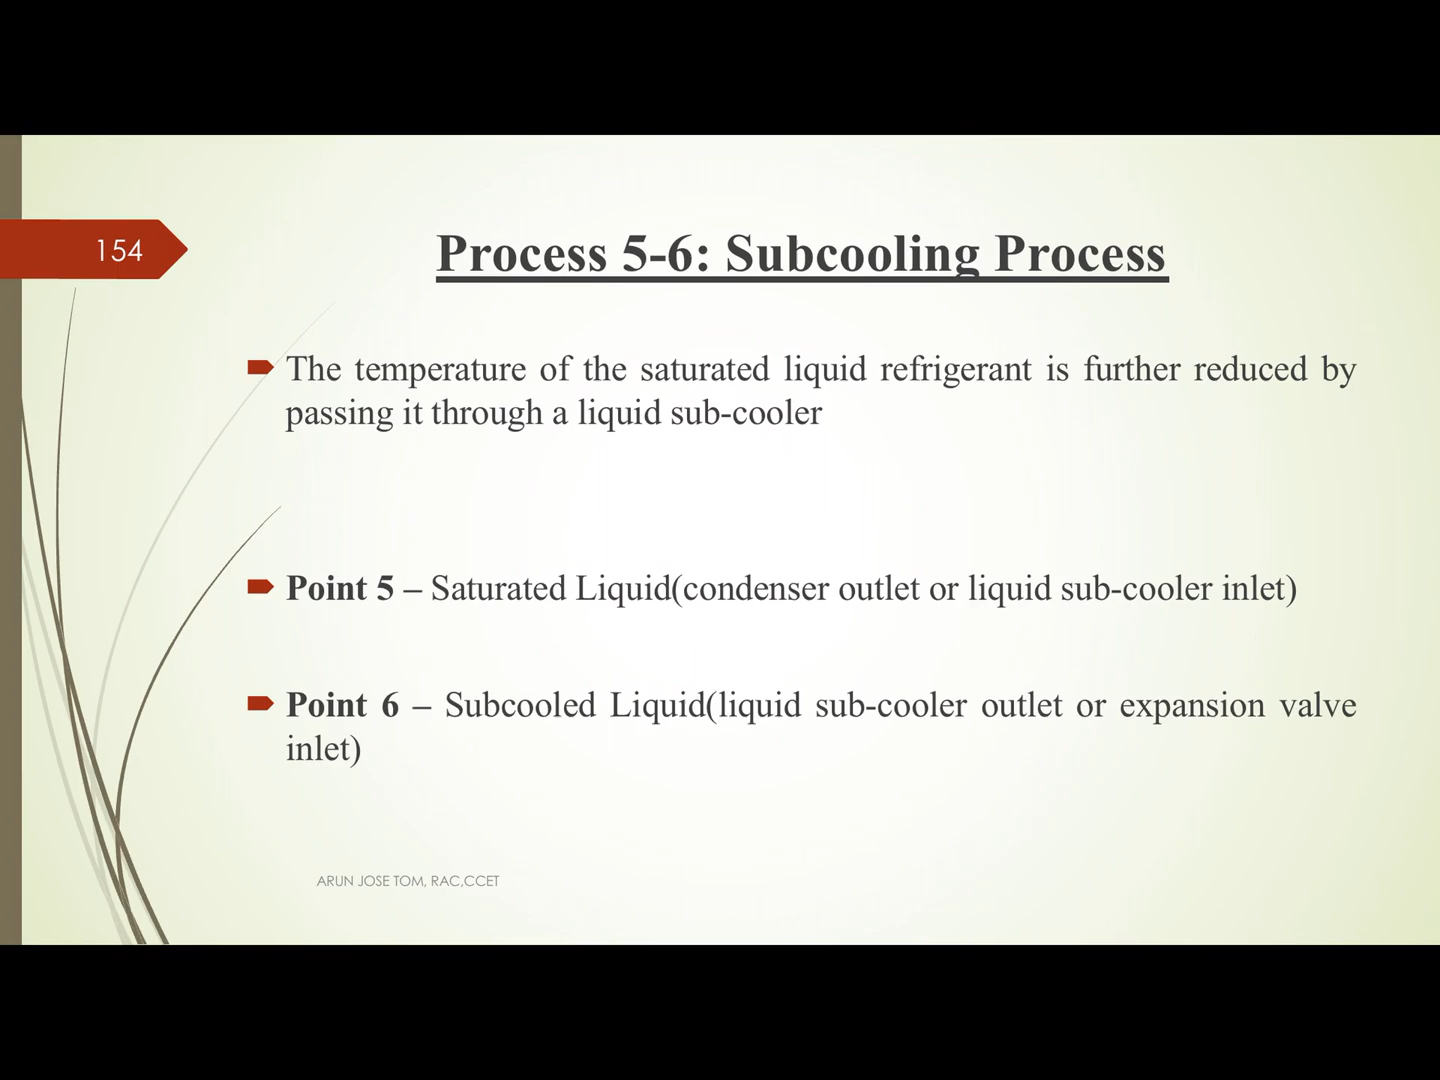 154
Process 5-6: Subcooling Process
The temperature of the saturated liquid refrigerant is further reduced by
passing it through a liquid sub-cooler
Point 5 – Saturated Liquid(condenser outlet or liquid sub-cooler inlet)
Point 6 – Subcooled Liquid(liquid sub-cooler outlet or expansion valve
inlet)
ARUN JOSE TOM, RAC,CCET